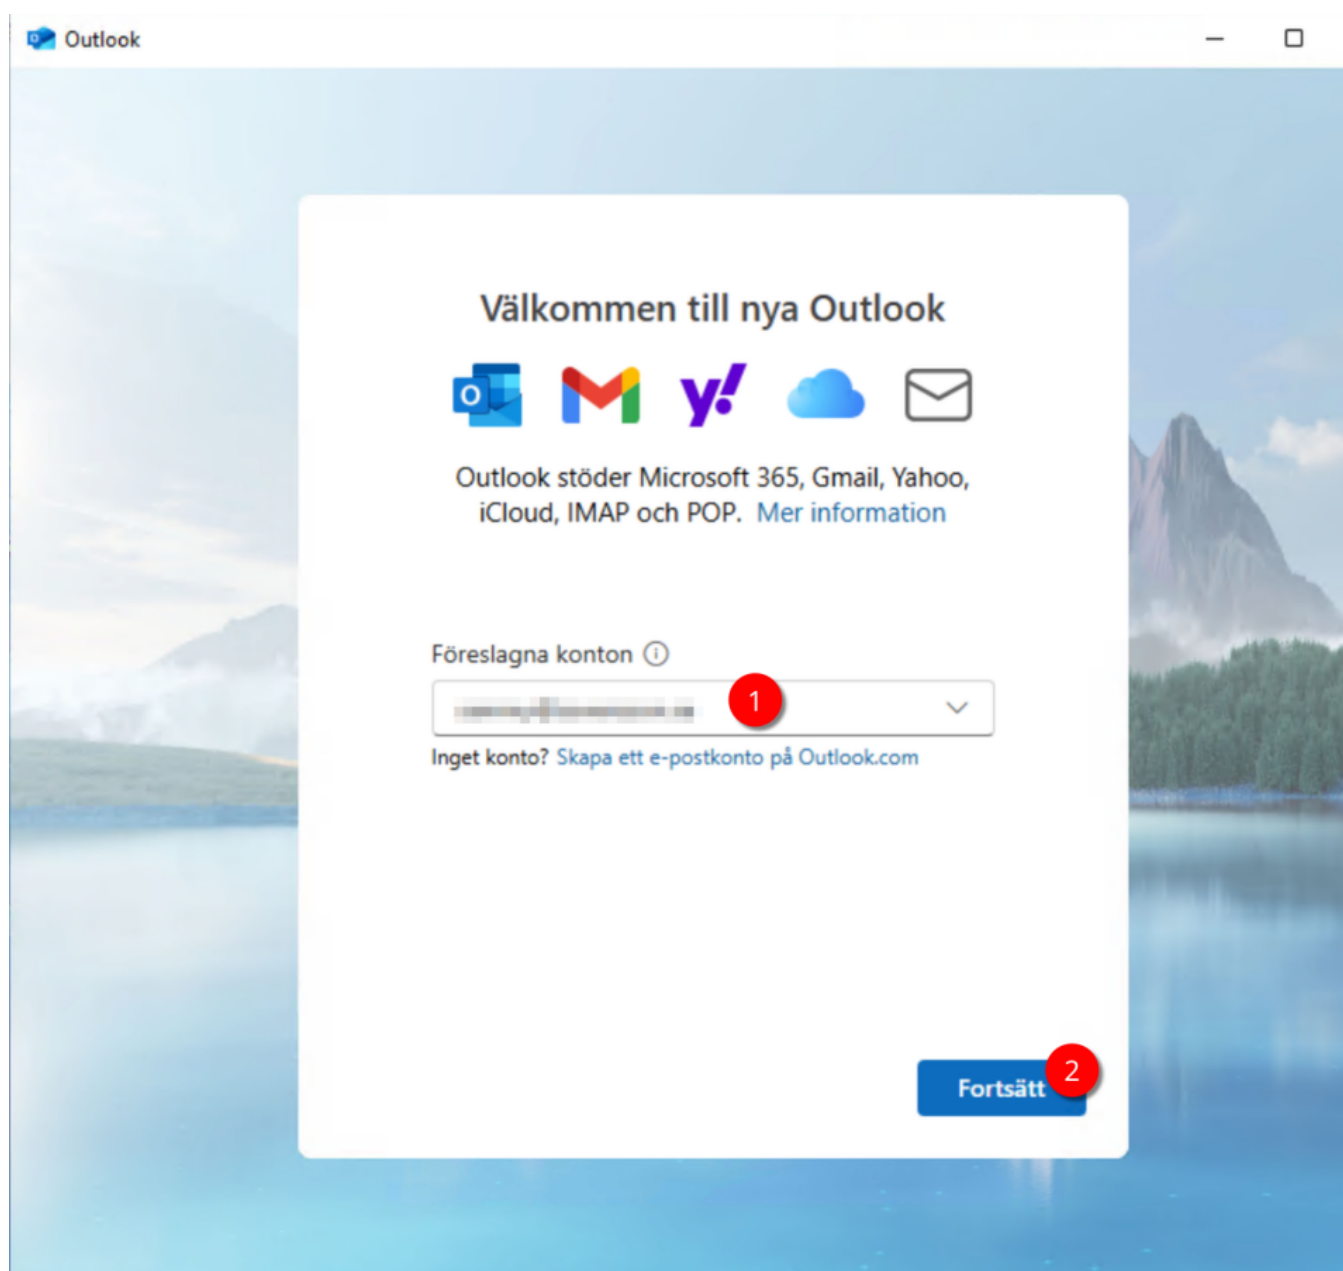 Outlook
Välkommen till nya Outlook
Outlook stöder Microsoft 365, Gmail, Yahoo,
iCloud, IMAP och POP. Mer information
Föreslagna konton
1
Inget konto? Skapa ett e-postkonto på Outlook.com
Fortsätt 2